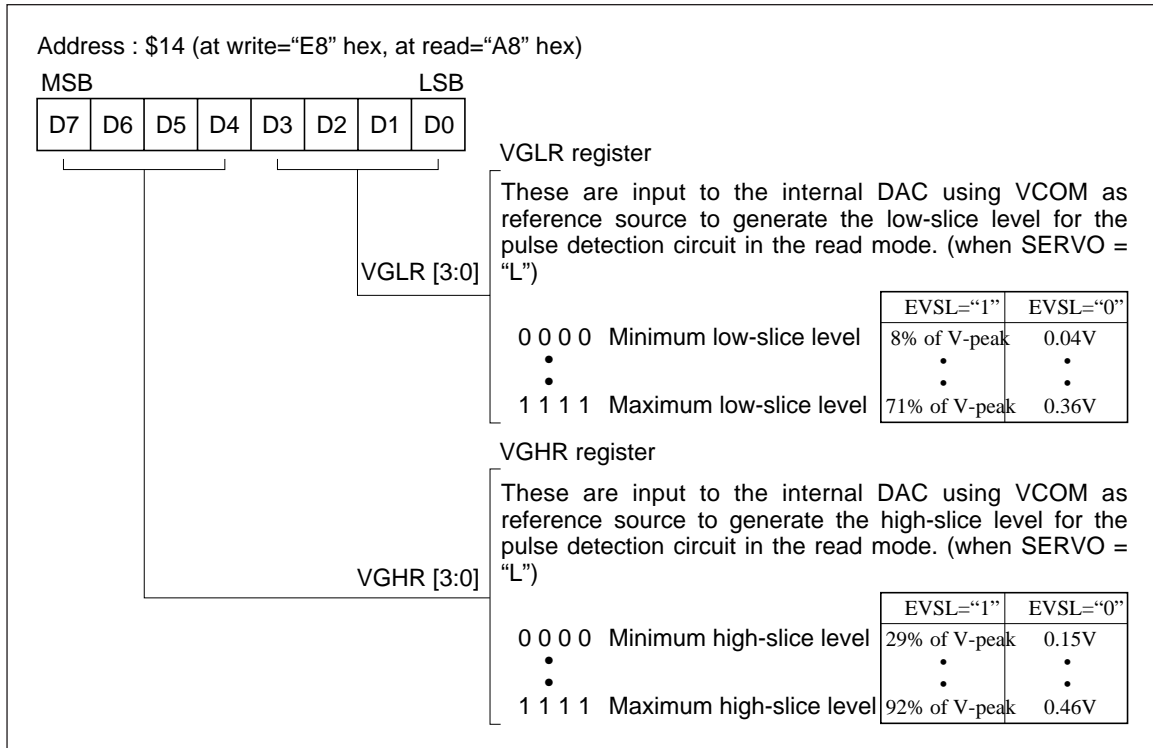 Address : $14 (at write=“E8” hex, at read=“A8” hex)
MSB LSB
D7 D6 D5 D4 D3 D2 D1 D0
VGLR register
These are input to the internal DAC using VCOM as
reference source to generate the low-slice level for the
pulse detection circuit in the read mode. (when SERVO =
“L”)
VGLR [3:0]
EVSL=“1” EVSL=“0”
0 0 0 0 Minimum low-slice level 8% of V-peak 0.04V
• • •
• • •
1 1 1 1 Maximum low-slice level 71% of V-peak 0.36V
VGHR register
These are input to the internal DAC using VCOM as
reference source to generate the high-slice level for the
pulse detection circuit in the read mode. (when SERVO =
“L”)
VGHR [3:0]
EVSL=“1” EVSL=“0”
0 0 0 0 Minimum high-slice level 29% of V-peak 0.15V
• • •
• • •
1 1 1 1 Maximum high-slice level 92% of V-peak 0.46V